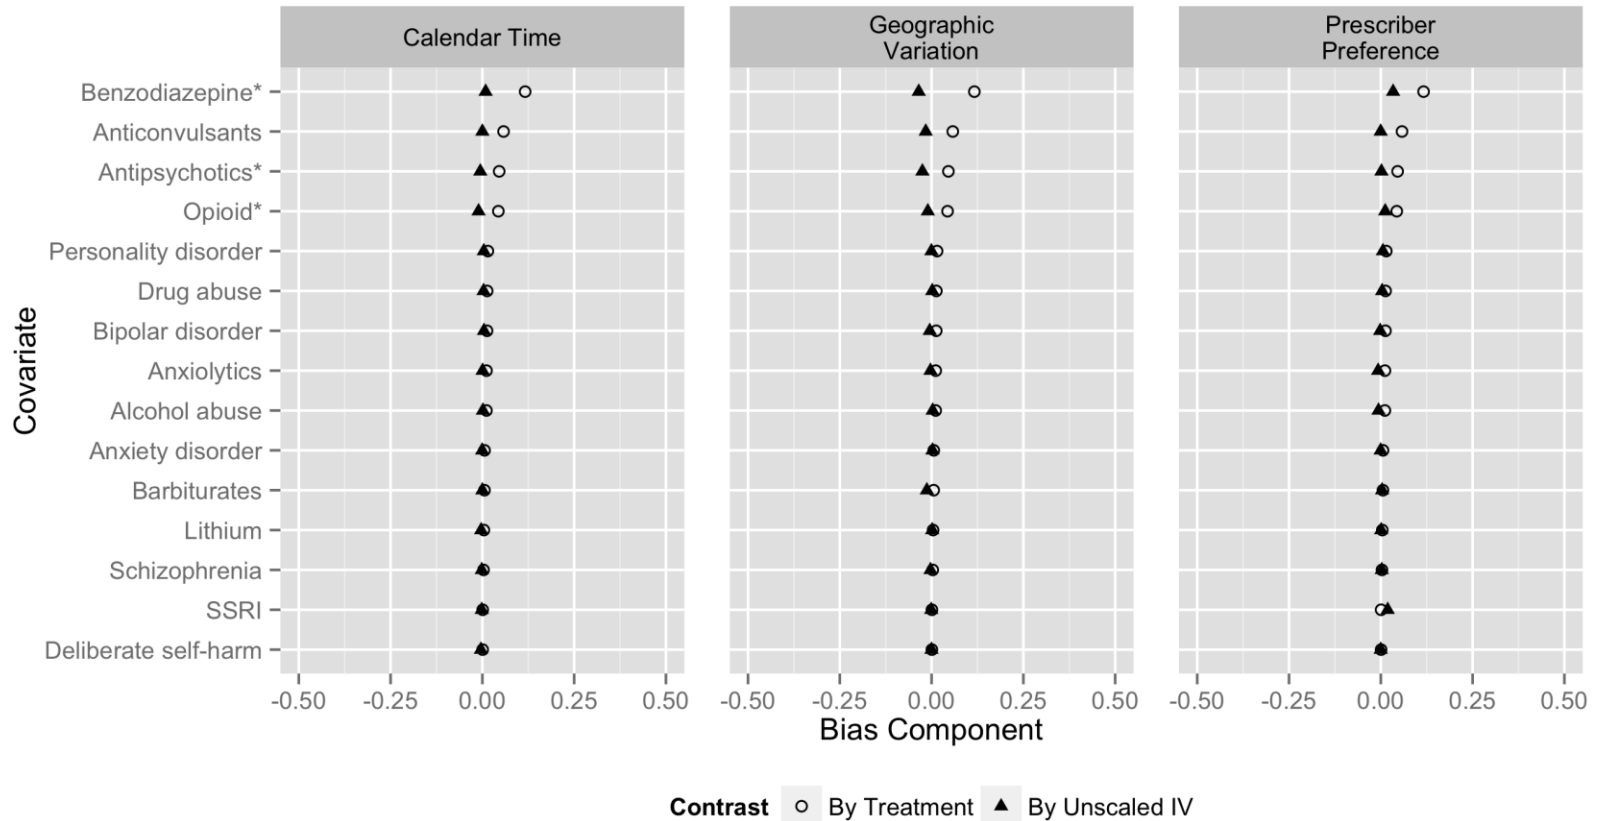 Calendar Time
Geographic
Variation
Prescriber
Preference
Covariate
Benzodiazepine*
Anticonvulsants
Antipsychotics*
Opioid*
Personality disorder
Drug abuse
Bipolar disorder
Anxiolytics
Alcohol abuse
Anxiety disorder
Barbiturates
Lithium
Schizophrenia
SSRI
Deliberate self-harm
-0.50 -0.25 0.00 0.25 0.50 -0.50 -0.25 0.00 0.25 0.50 -0.50 -0.25 0.00 0.25 0.50
Bias Component
Contrast By Treatment By Unscaled IV